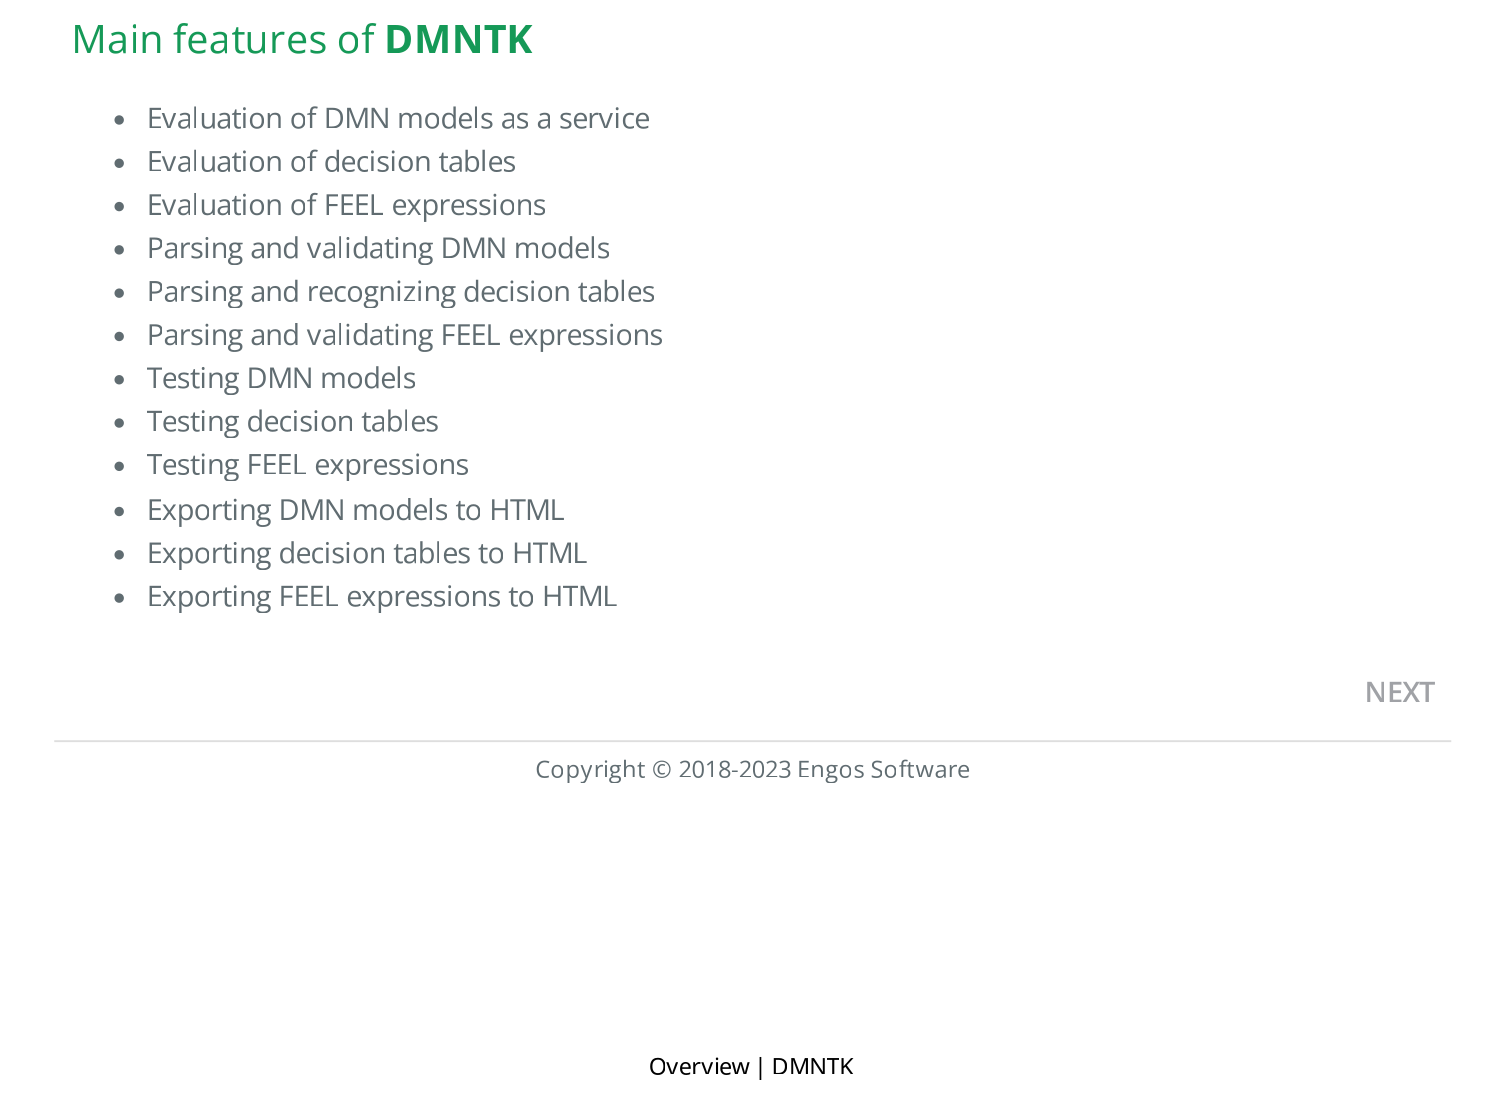 Main features of DMNTK
• Evaluation of DMN models as a service
• Evaluation of decision tables
• Evaluation of FEEL expressions
• Parsing and validating DMN models
• Parsing and recognizing decision tables
• Parsing and validating FEEL expressions
• Testing DMN models
• Testing decision tables
• Testing FEEL expressions
• Exporting DMN models to HTML
• Exporting decision tables to HTML
• Exporting FEEL expressions to HTML
NEXT
Copyright © 2018-2023 Engos Software
Overview | DMNTK